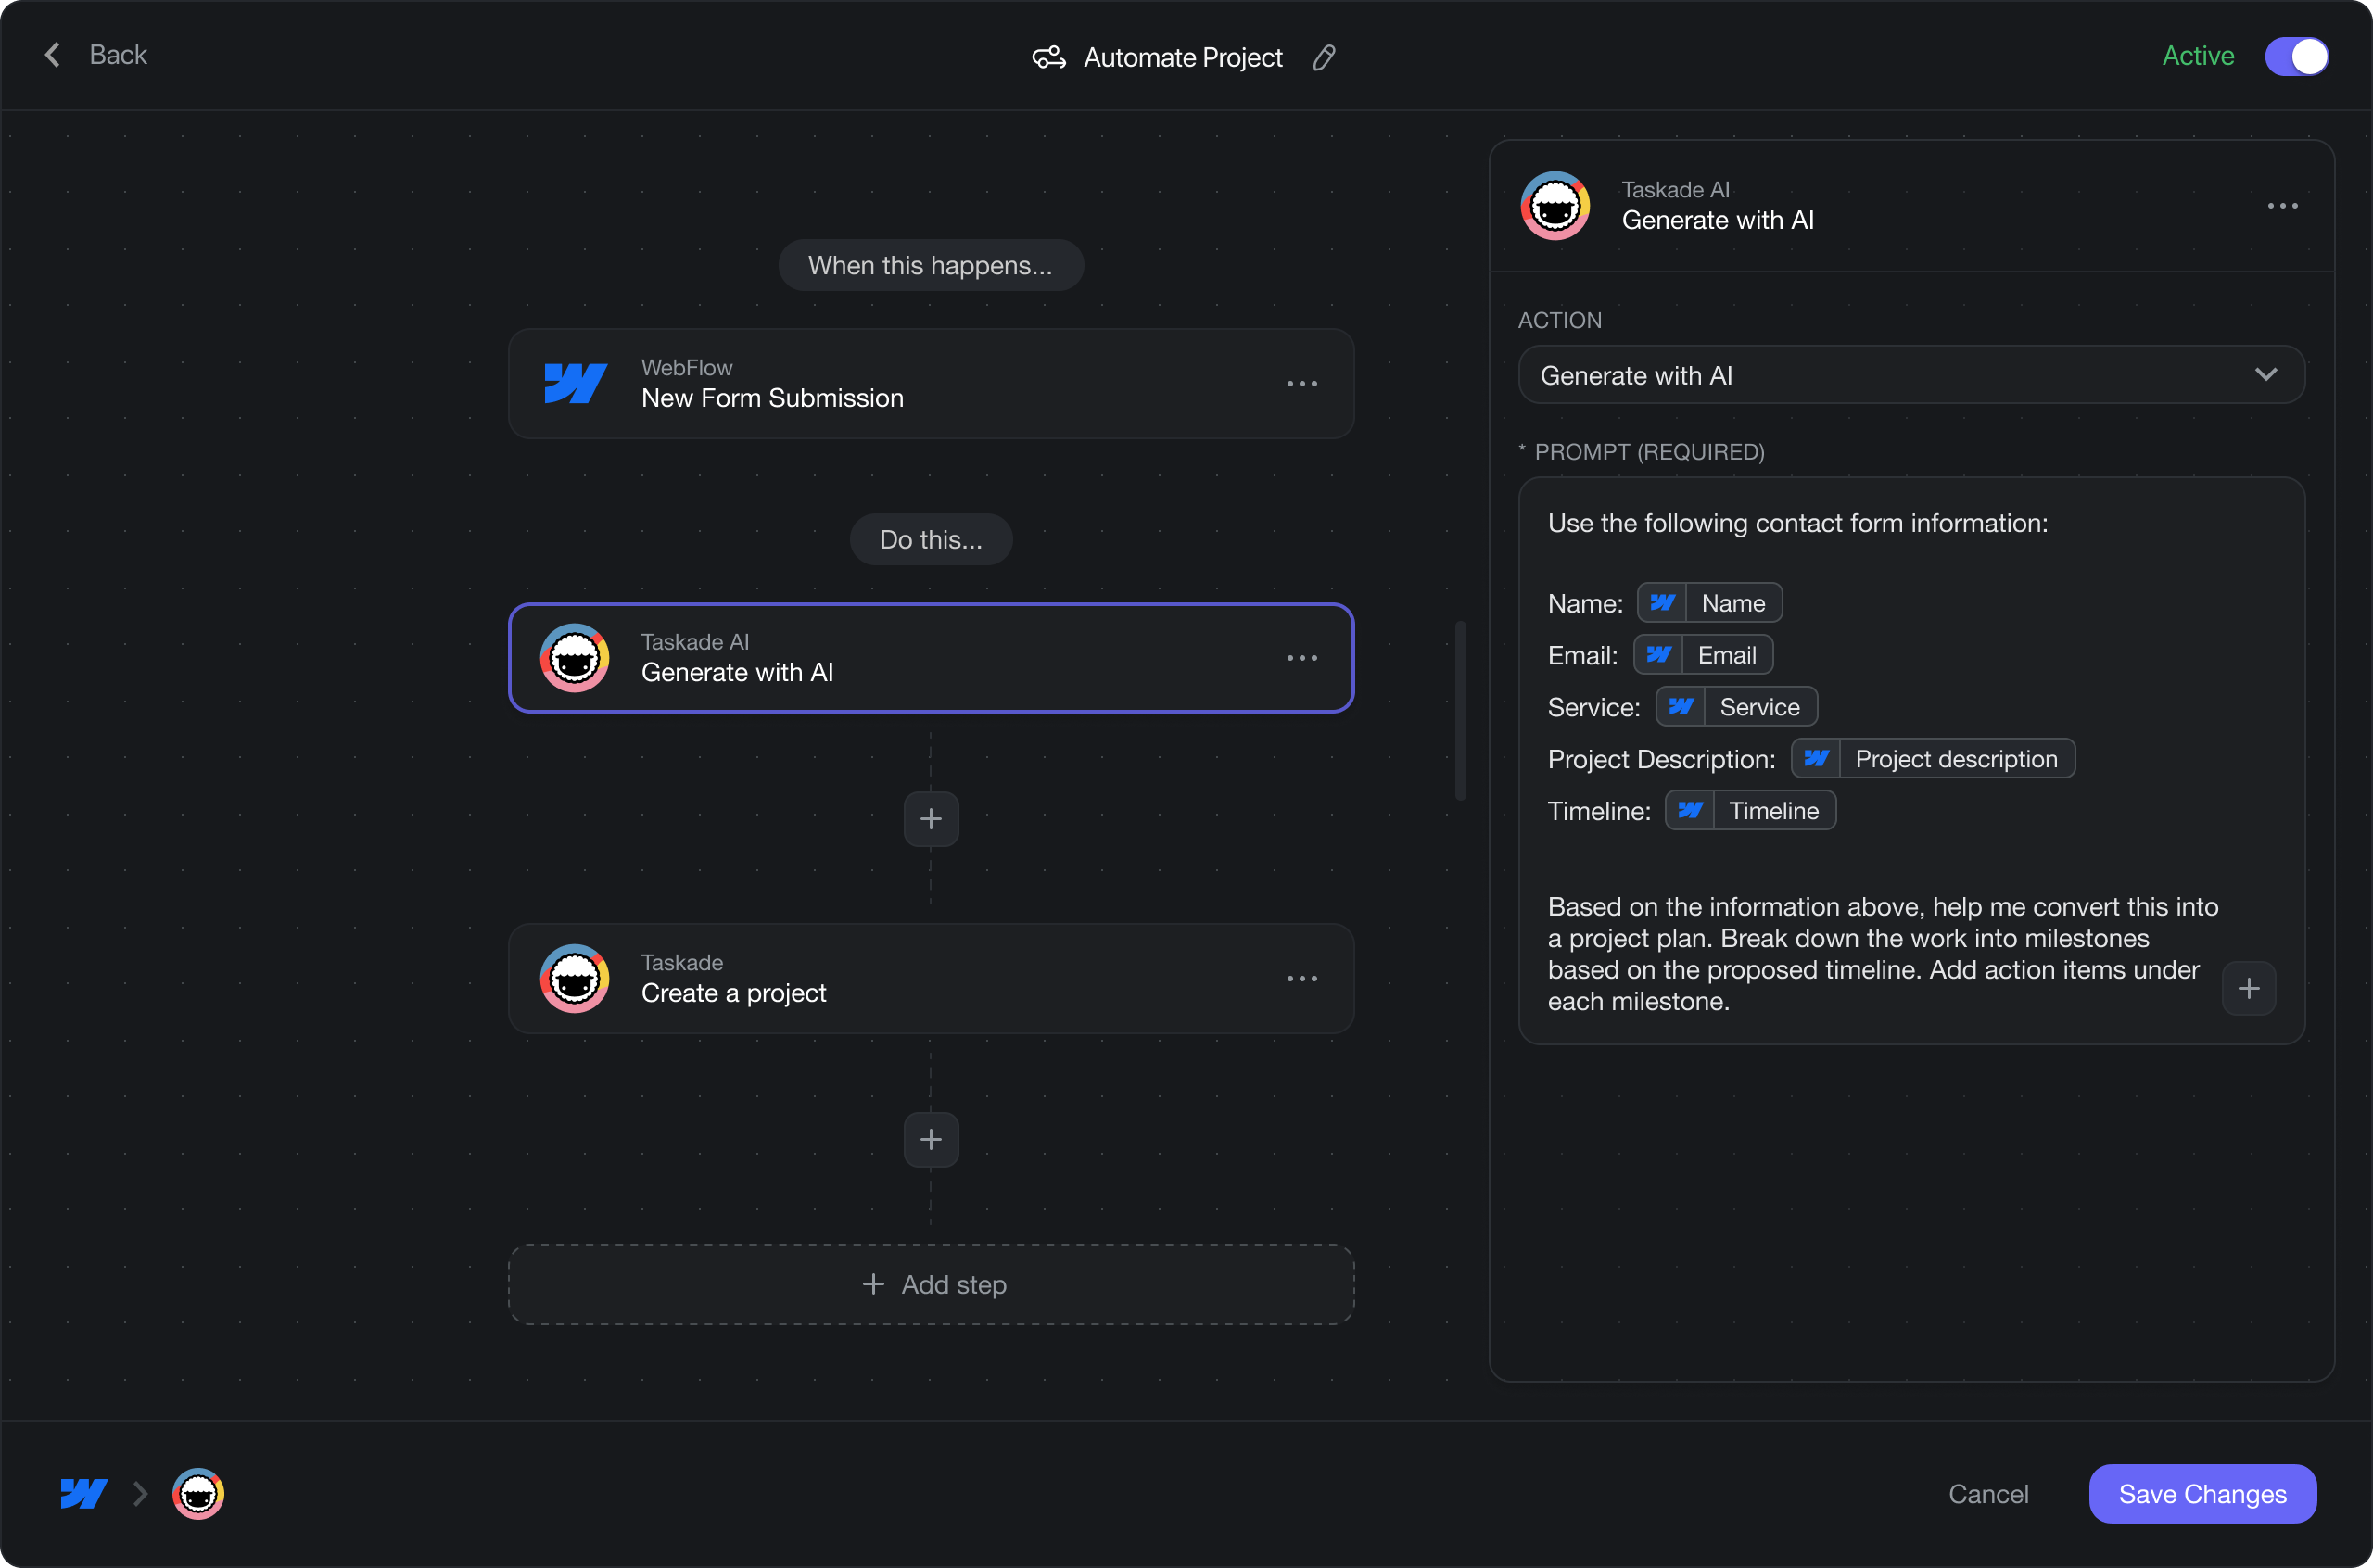 Back
Automate Project
Active
When this happens...
WebFlow
New Form Submission
Do this...
Taskade AI
Generate with AI
Taskade
Create a project
Add step
Taskade AI
Generate with AI
ACTION
Generate with AI
* PROMPT (REQUIRED)
Use the following contact form information:
Name: Name
Email: Email
Service: Service
Project Description: Project description
Timeline: Timeline
Based on the information above, help me convert this into
a project plan. Break down the work into milestones
based on the proposed timeline. Add action items under
each milestone.
Cancel
Save Changes